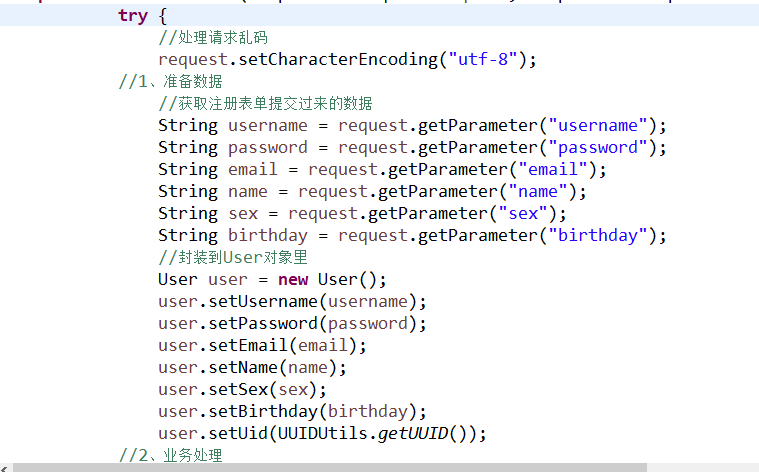 try {
//处理请求乱码
request.setCharacterEncoding("utf-8");
//1、准备数据
//获取注册表单提交过来的数据
String username = request.getParameter("username");
String password = request.getParameter("password");
String email = request.getParameter("email");
String name = request.getParameter("name");
String sex = request.getParameter("sex");
String birthday = request.getParameter("birthday");
//封装到User对象里
User user = new User();
user.setUsername(username);
user.setPassword(password);
user.setEmail(email);
user.setName(name);
user.setSex(sex);
user.setBirthday(birthday);
user.setUid(UUIDUtils.getUUID());
//2、业务处理